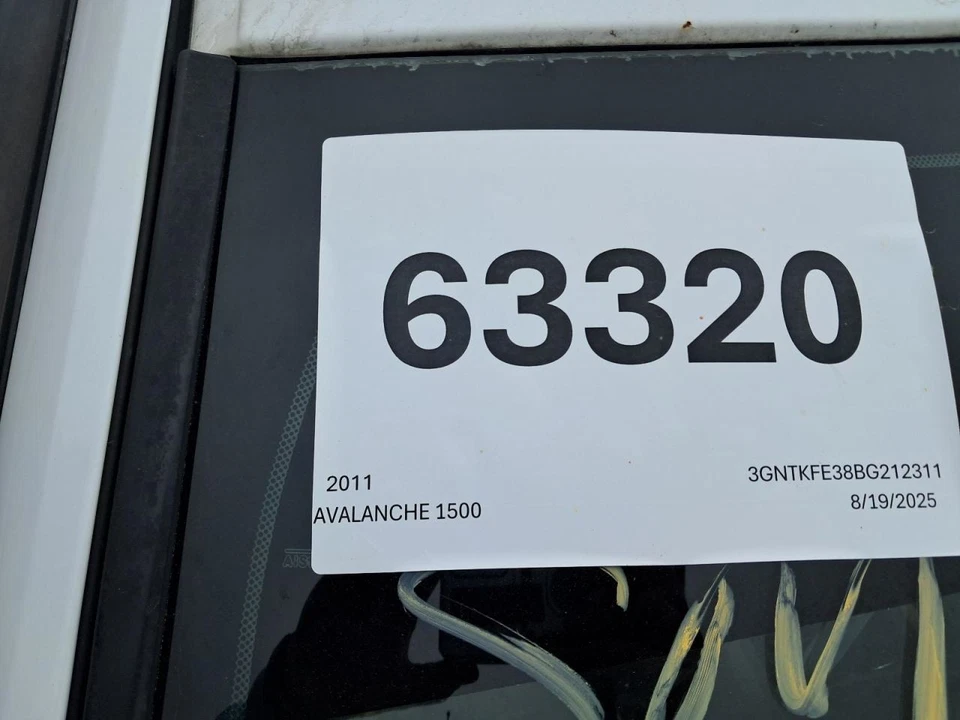 63320
2011
3GNTKFE38BG212311
AVALANCHE 1500
8/19/2025